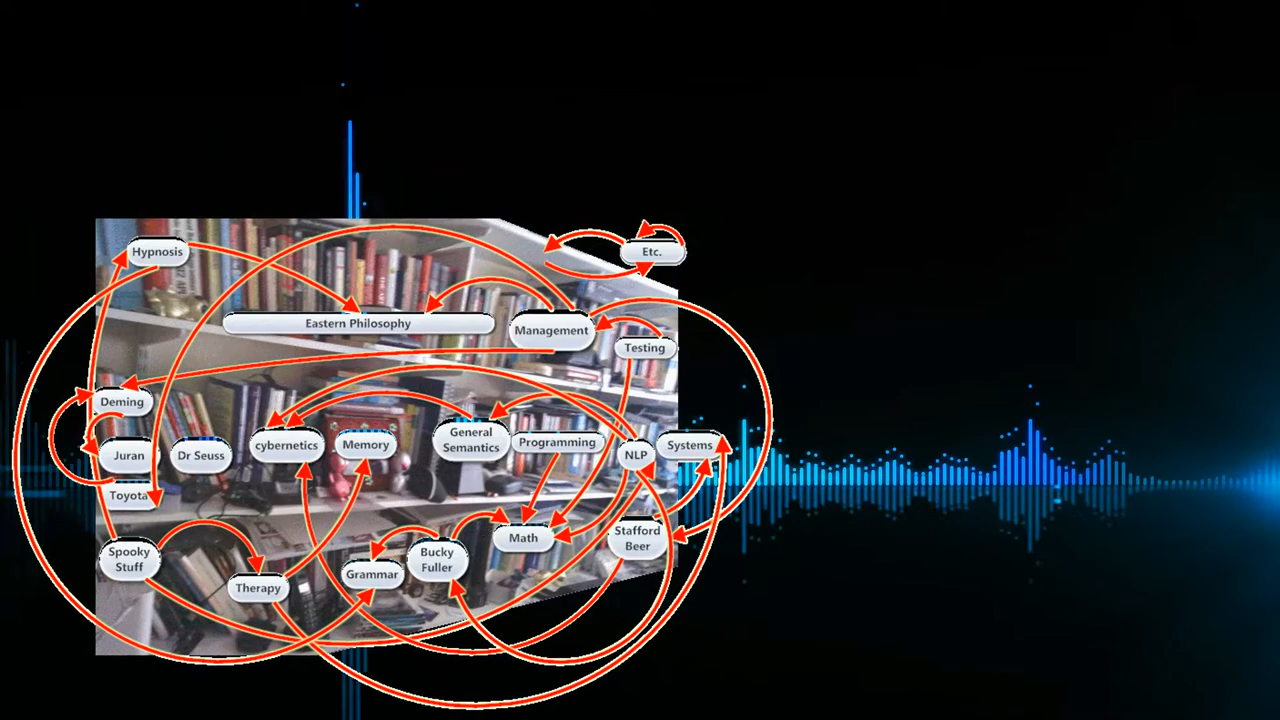 Hypnosis
Etc.
Eastern Philosophy
Management
Testing
Deming
Juran
Dr Seuss
cybernetics
Memory
General
Semantics
Programming
NLP
Systems
Toyota
Spooky
Stuff
Therapy
Grammar
Bucky
Fuller
Math
Stafford
Beer